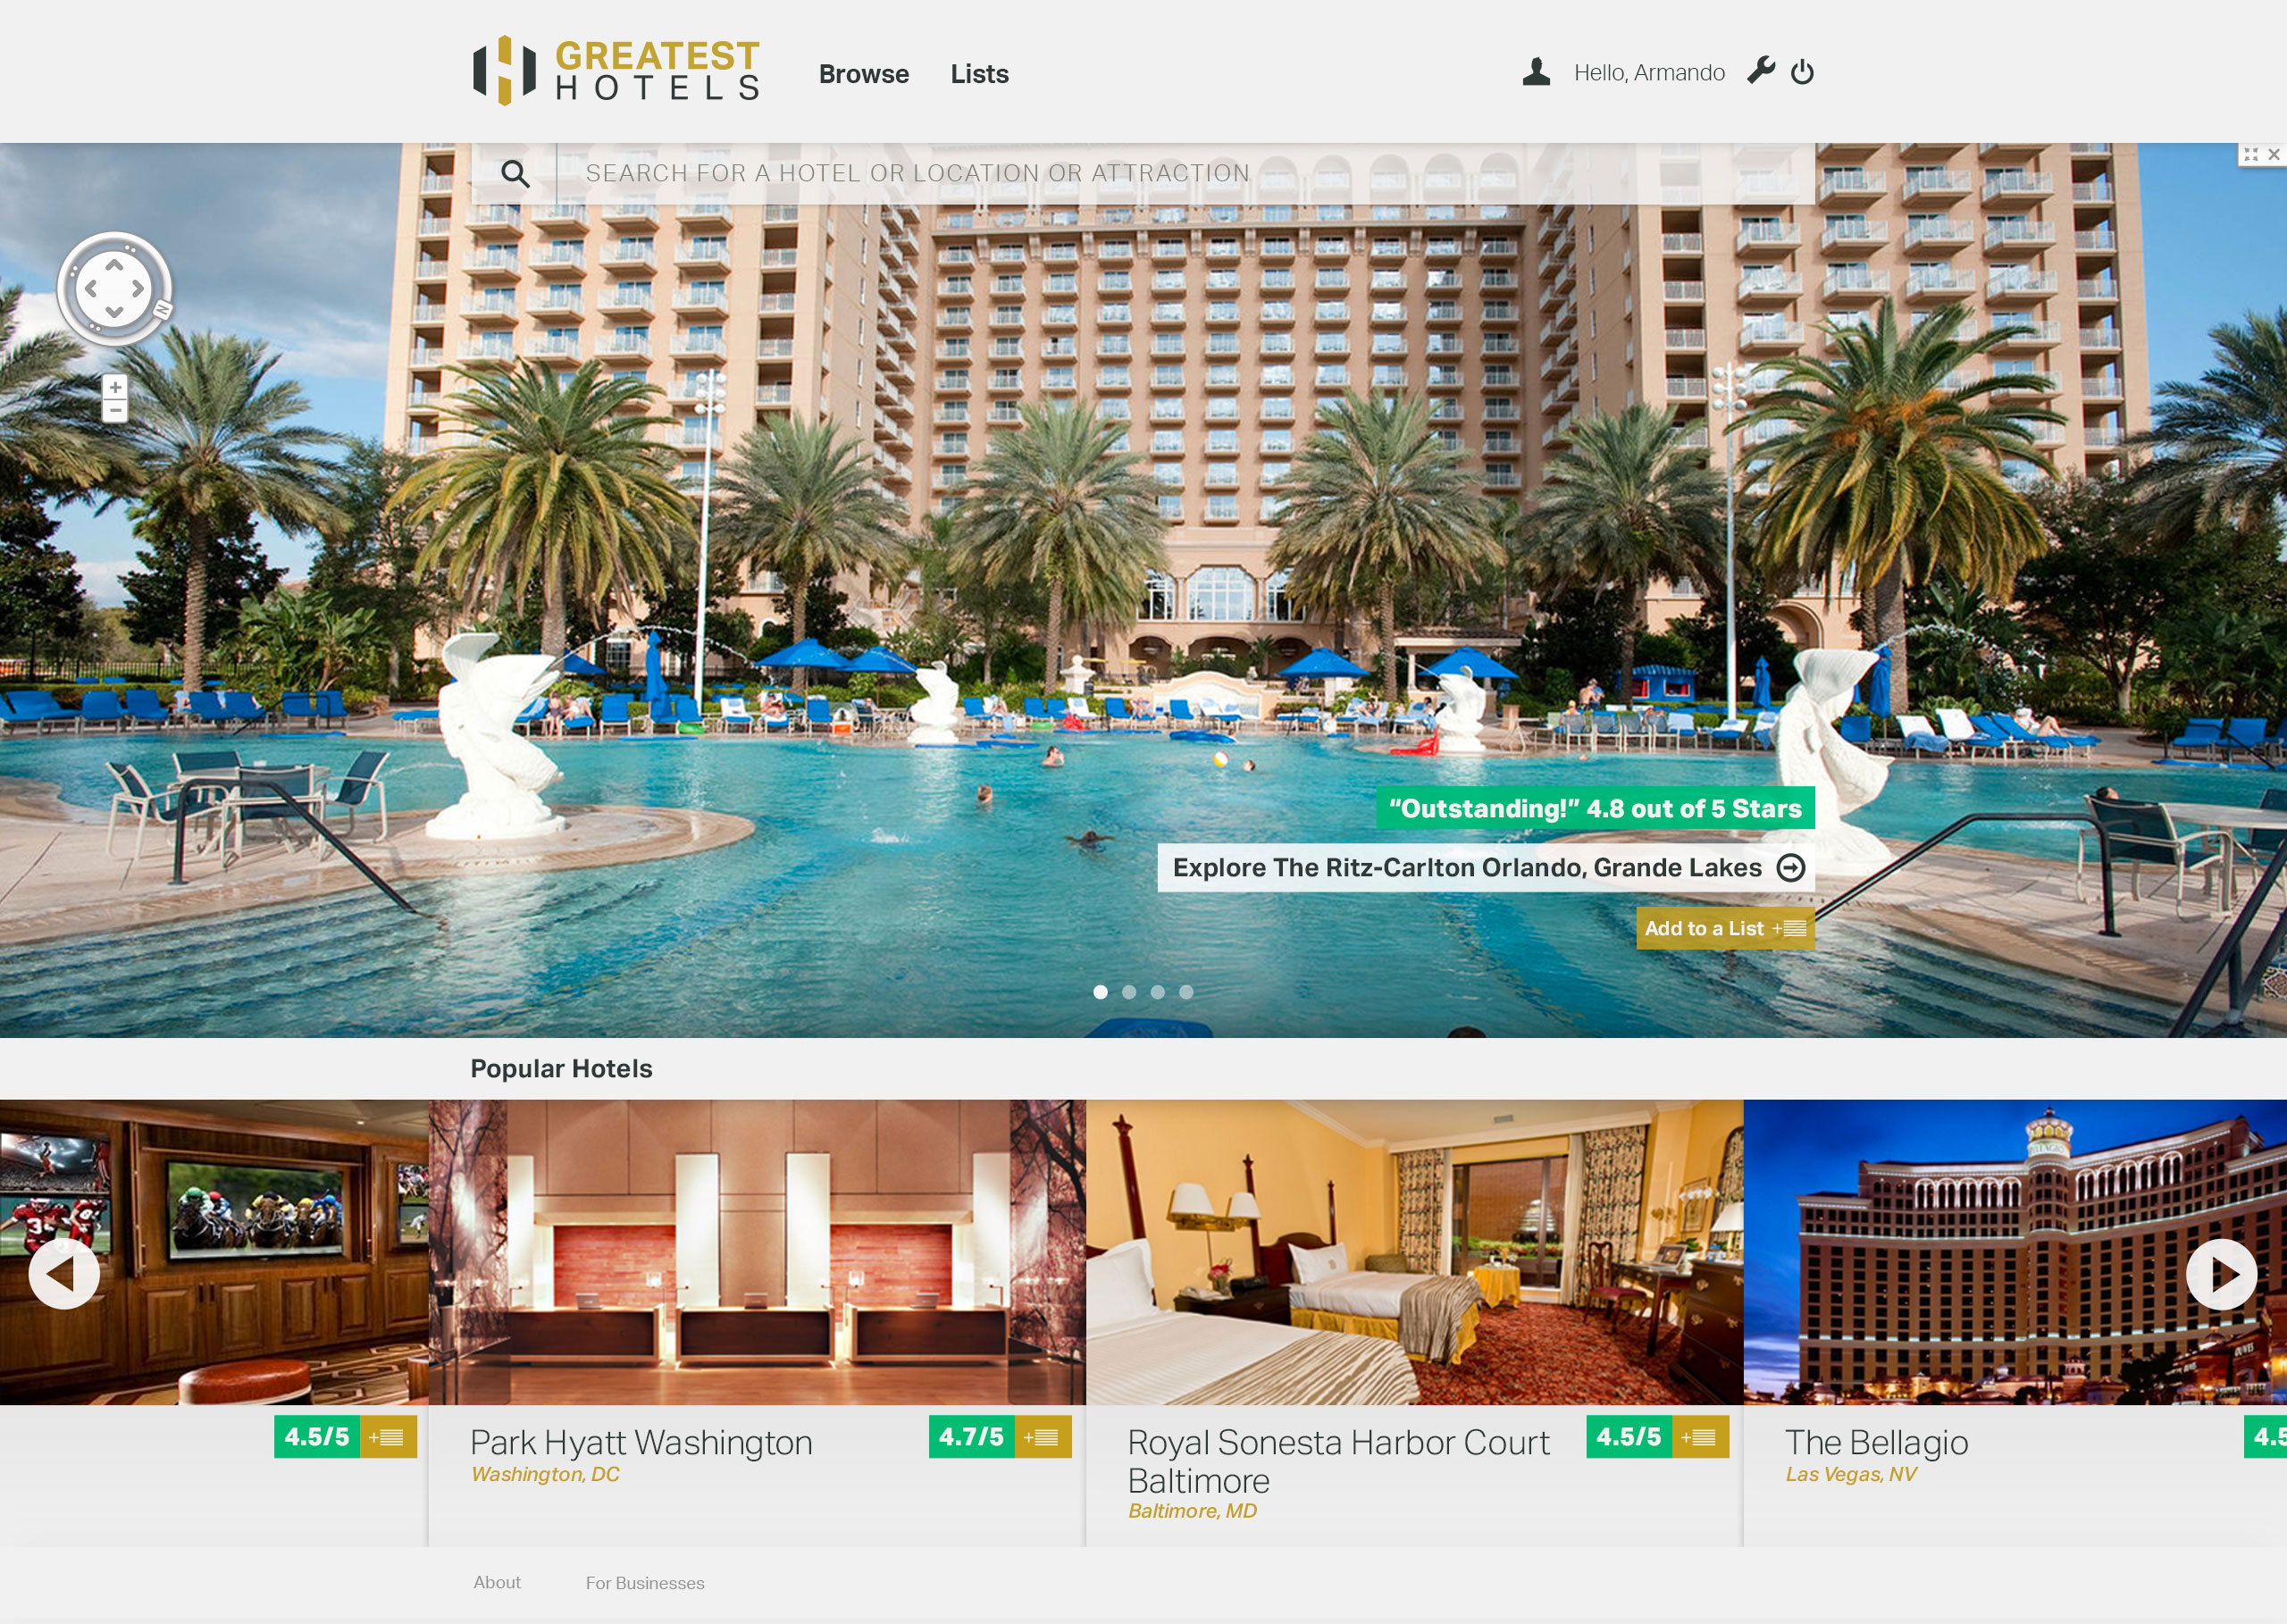 GREATEST
HOTELS
Browse
Lists
Hello, Armando
SEARCH FOR A HOTEL OR LOCATION OR ATTRACTION
N
“Outstanding!” 4.8 out of 5 Stars
Explore The Ritz-Carlton Orlando, Grande Lakes
Add to a List +
Popular Hotels
4.5/5 +
Park Hyatt Washington
Washington, DC
4.7/5 +
Royal Sonesta Harbor Court
Baltimore
Baltimore, MD
4.5/5 +
The Bellagio
Las Vegas, NV
4.5
About
For Businesses